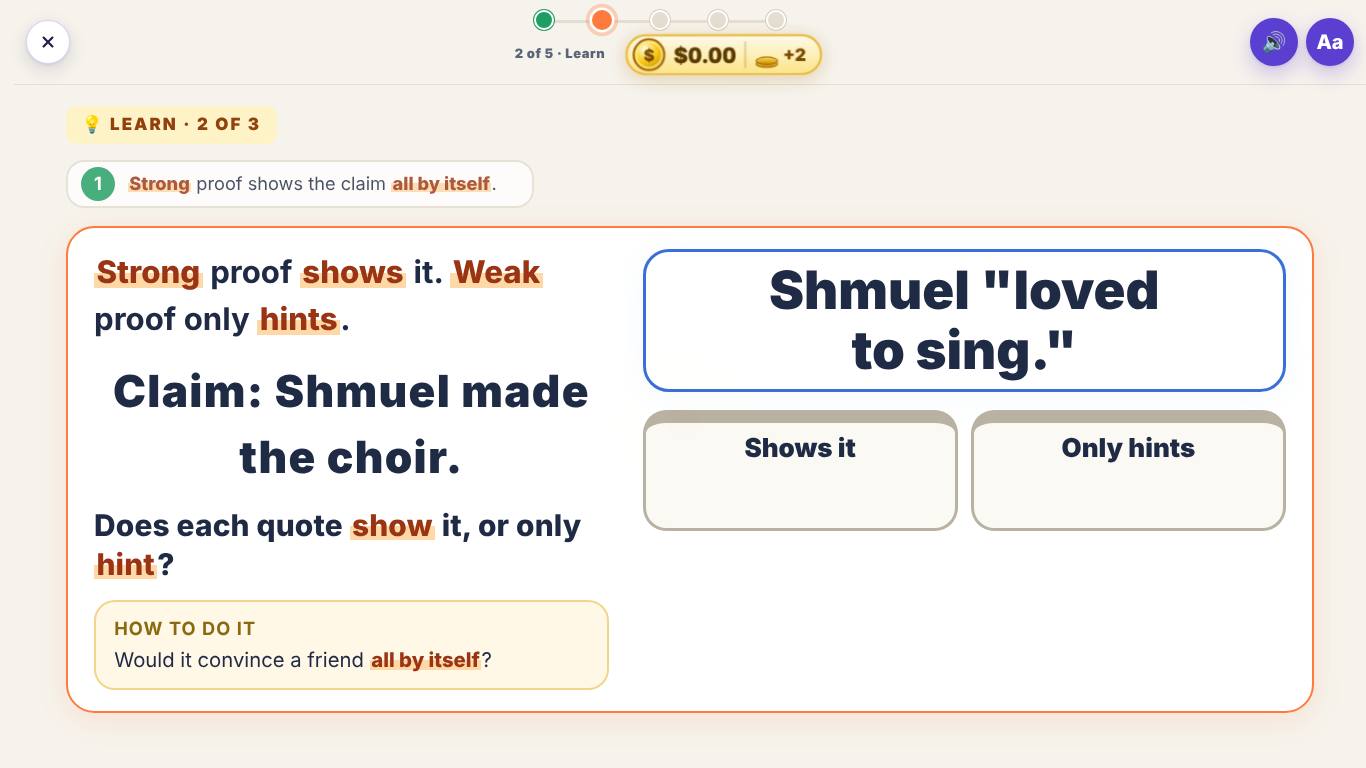 ×
2 of 5 · Learn
$ $0.00 +2
Aa
LEARN · 2 OF 3
1 Strong proof shows the claim all by itself.
Strong proof shows it. Weak
proof only hints.
Claim: Shmuel made
the choir.
Does each quote show it, or only
hint?
HOW TO DO IT
Would it convince a friend all by itself?
Shmuel "loved
to sing."
Shows it
Only hints